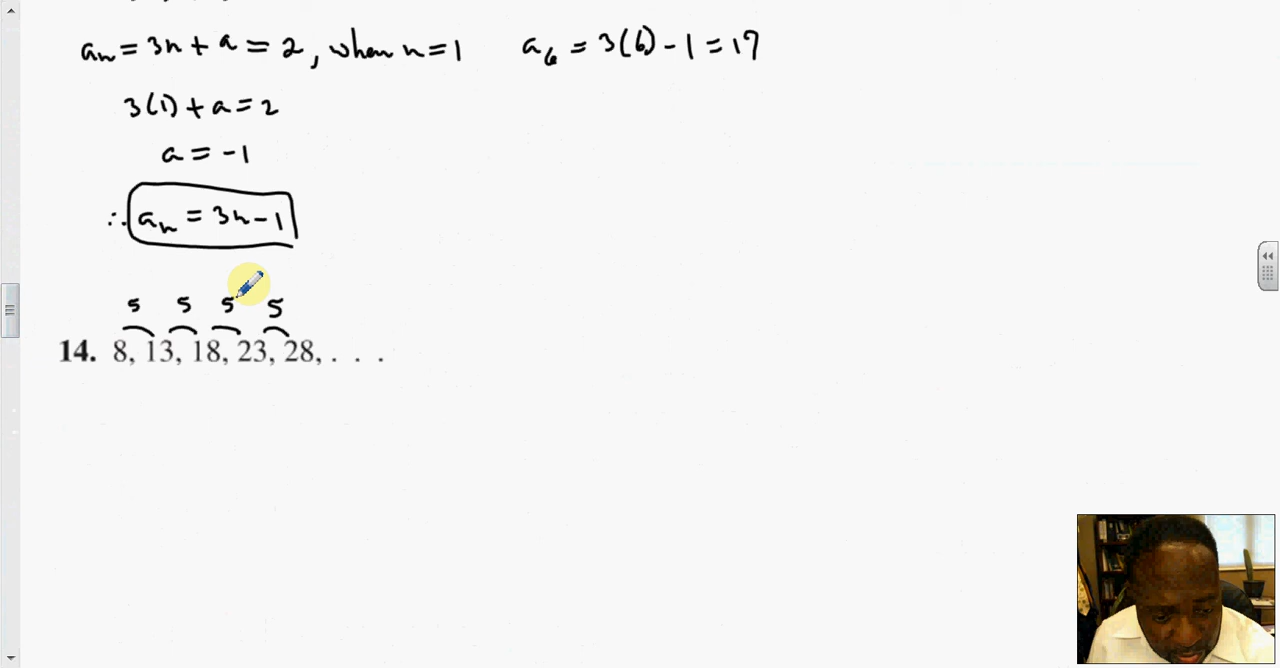 aₙ = 3n + a = 2, when n = 1 a₆ = 3(6) - 1 = 17
3(1) + a = 2
a = -1
∴ aₙ = 3n - 1
5 5 5 5
14. 8, 13, 18, 23, 28, . . .